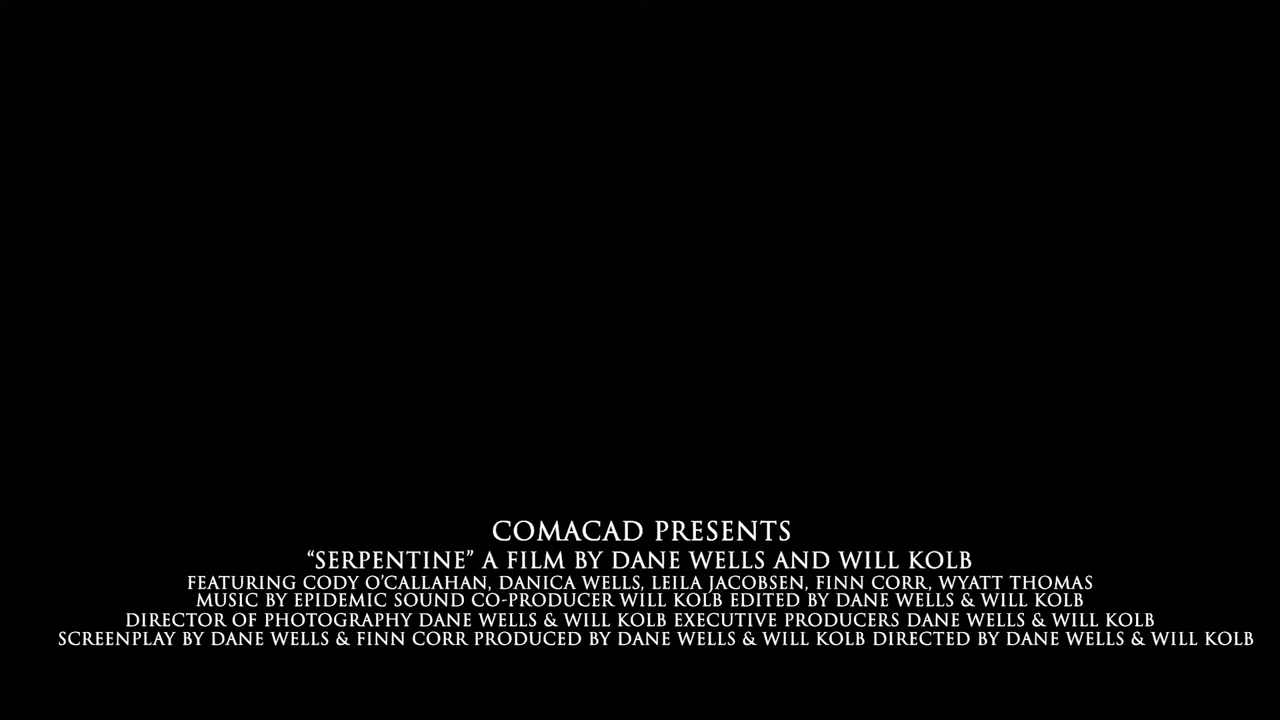 COMACAD PRESENTS
“SERPENTINE” A FILM BY DANE WELLS AND WILL KOLB
FEATURING CODY O’CALLAHAN, DANICA WELLS, LEILA JACOBSEN, FINN CORR, WYATT THOMAS
MUSIC BY EPIDEMIC SOUND CO-PRODUCER WILL KOLB EDITED BY DANE WELLS & WILL KOLB
DIRECTOR OF PHOTOGRAPHY DANE WELLS & WILL KOLB EXECUTIVE PRODUCERS DANE WELLS & WILL KOLB
SCREENPLAY BY DANE WELLS & FINN CORR PRODUCED BY DANE WELLS & WILL KOLB DIRECTED BY DANE WELLS & WILL KOLB